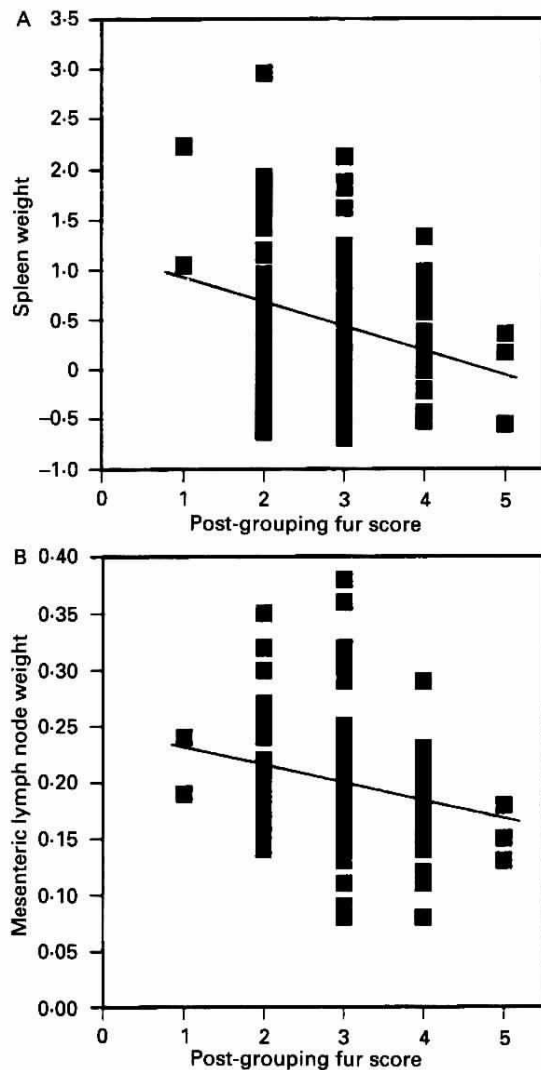 A
3·5
3·0
2·5
2·0
1·5
1·0
0·5
0
−0·5
−1·0
Spleen weight
0 1 2 3 4 5
Post-grouping fur score
B
0·40
0·35
0·30
0·25
0·20
0·15
0·10
0·05
0·00
Mesenteric lymph node weight
0 1 2 3 4 5
Post-grouping fur score